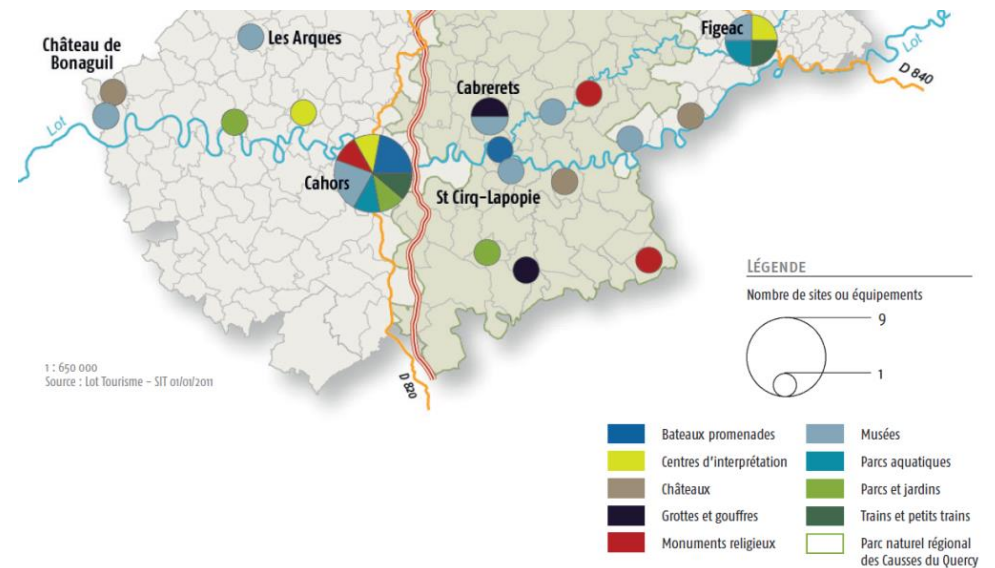 Figeac
Lot
D 840
Les Arques
Château de
Bonaguil
Cabrerets
Lot
Cahors
St Cirq-Lapopie
LÉGENDE
Nombre de sites ou équipements
9
1
1 : 650 000
Source : Lot Tourisme – SIT 01/01/2011
D 820
Bateaux promenades
Centres d'interprétation
Châteaux
Grottes et gouffres
Monuments religieux
Musées
Parcs aquatiques
Parcs et jardins
Trains et petits trains
Parc naturel régional
des Causses du Quercy